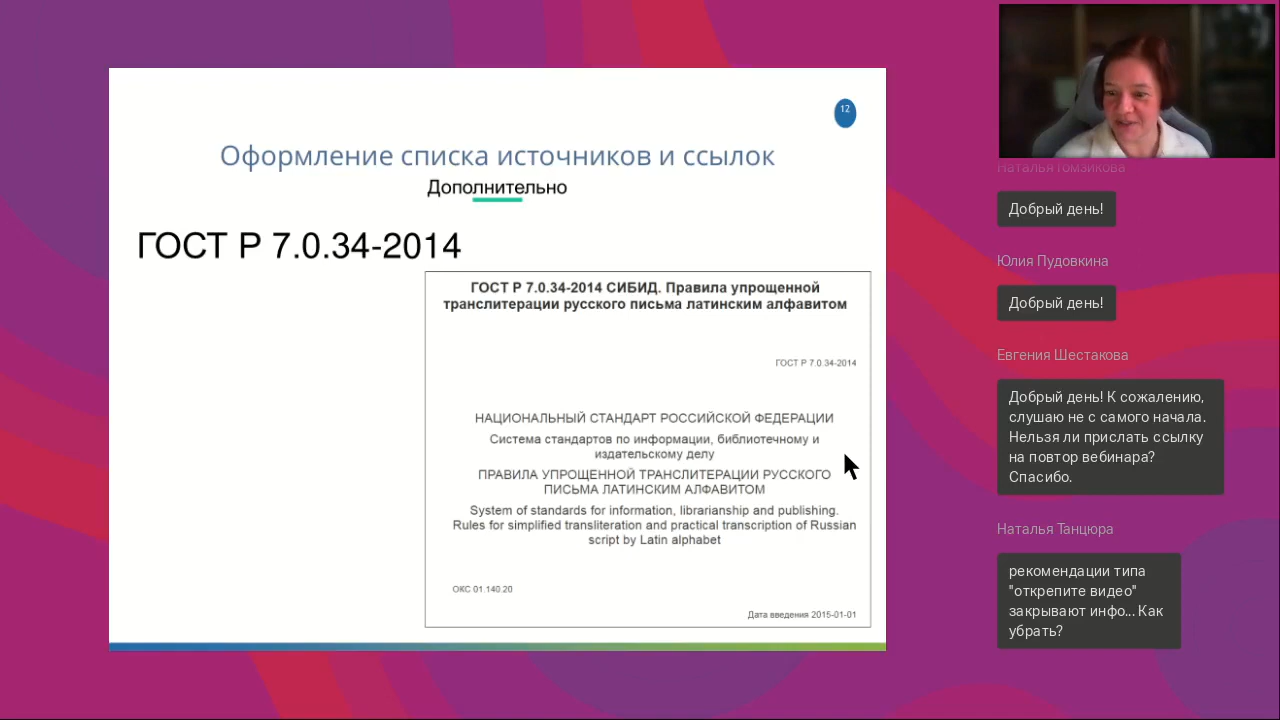 12
Оформление списка источников и ссылок
Дополнительно
ГОСТ Р 7.0.34-2014
ГОСТ Р 7.0.34-2014 СИБИД. Правила упрощенной
транслитерации русского письма латинским алфавитом
ГОСТ Р 7.0.34-2014
НАЦИОНАЛЬНЫЙ СТАНДАРТ РОССИЙСКОЙ ФЕДЕРАЦИИ
Система стандартов по информации, библиотечному и
издательскому делу
ПРАВИЛА УПРОЩЕННОЙ ТРАНСЛИТЕРАЦИИ РУССКОГО
ПИСЬМА ЛАТИНСКИМ АЛФАВИТОМ
System of standards for information, librarianship and publishing.
Rules for simplified transliteration and practical transcription of Russian
script by Latin alphabet
ОКС 01.140.20
Дата введения 2015-01-01
Наталья Гомзикова
Добрый день!
Юлия Пудовкина
Добрый день!
Евгения Шестакова
Добрый день! К сожалению,
слушаю не с самого начала.
Нельзя ли прислать ссылку
на повтор вебинара?
Спасибо.
Наталья Танцюра
рекомендации типа
"открепите видео"
закрывают инфо... Как
убрать?